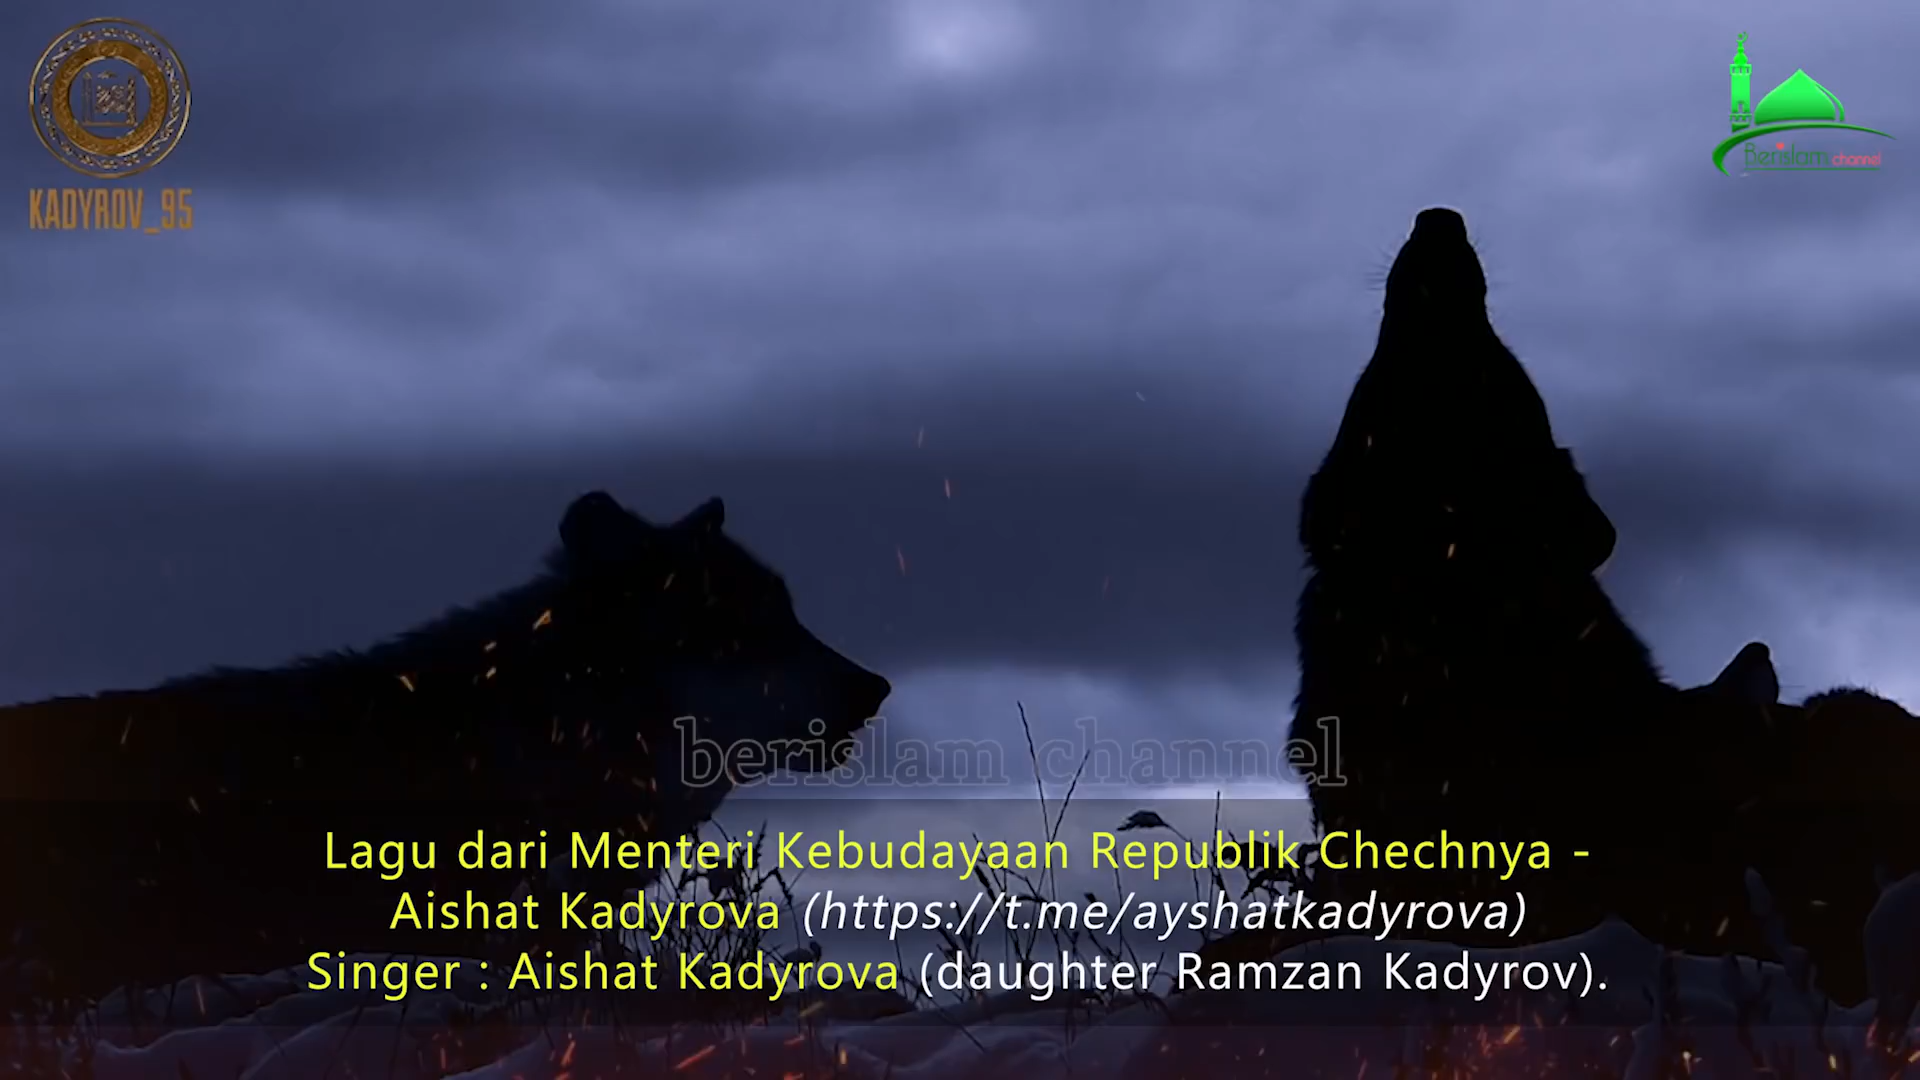 KADYROV_95
Berislam channel
berislam channel
Lagu dari Menteri Kebudayaan Republik Chechnya -
Aishat Kadyrova (https://t.me/ayshatkadyrova)
Singer : Aishat Kadyrova (daughter Ramzan Kadyrov).